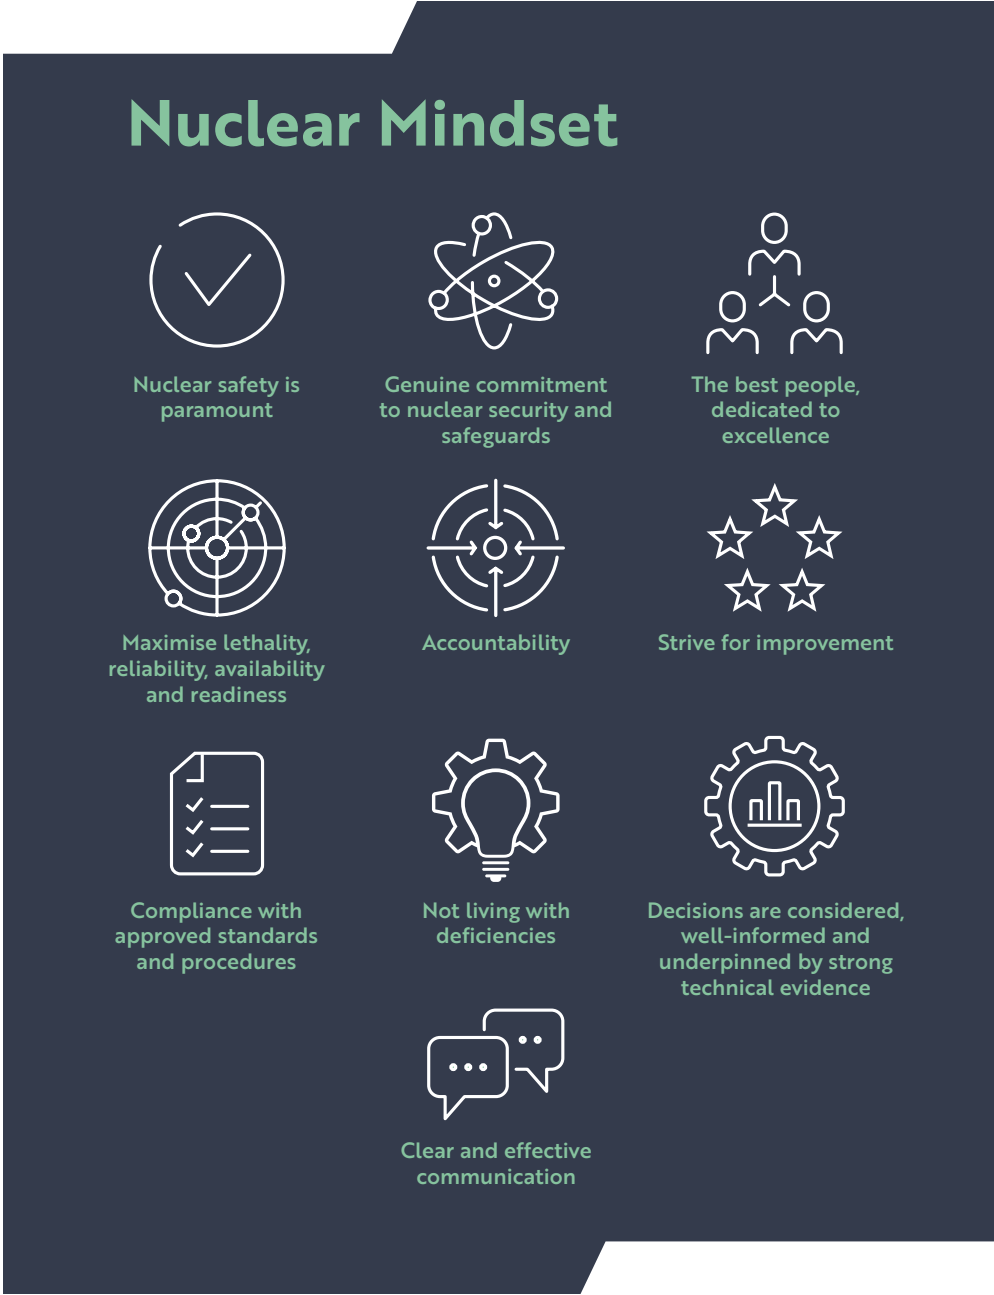 Nuclear Mindset
Nuclear safety is
paramount
Genuine commitment
to nuclear security and
safeguards
The best people,
dedicated to
excellence
Maximise lethality,
reliability, availability
and readiness
Accountability
Strive for improvement
Compliance with
approved standards
and procedures
Not living with
deficiencies
Decisions are considered,
well-informed and
underpinned by strong
technical evidence
Clear and effective
communication